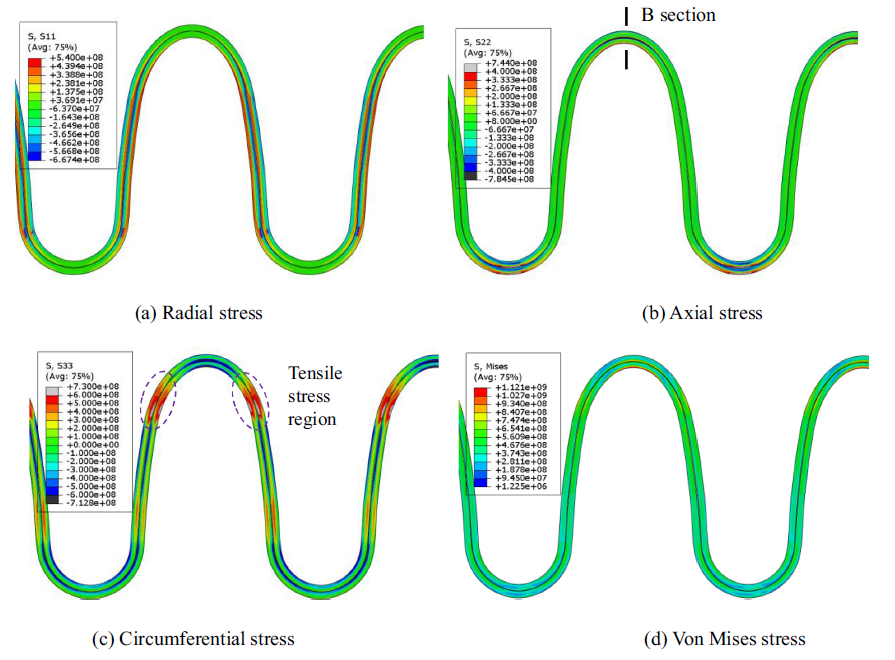 S, S11
(Avg: 75%)
+5.400e+08
+4.394e+08
+3.388e+08
+2.381e+08
+1.375e+08
+3.691e+07
-6.370e+07
-1.643e+08
-2.649e+08
-3.656e+08
-4.662e+08
-5.668e+08
-6.674e+08
(a) Radial stress
B section
S, S22
(Avg: 75%)
+7.440e+08
+4.000e+08
+3.333e+08
+2.667e+08
+2.000e+08
+1.333e+08
+6.667e+07
+8.000e+00
-6.667e+07
-1.333e+08
-2.000e+08
-2.667e+08
-3.333e+08
-4.000e+08
-7.845e+08
(b) Axial stress
S, S33
(Avg: 75%)
+7.300e+08
+6.000e+08
+5.000e+08
+4.000e+08
+3.000e+08
+2.000e+08
+1.000e+08
+0.000e+00
-1.000e+08
-2.000e+08
-3.000e+08
-4.000e+08
-5.000e+08
-6.000e+08
-7.128e+08
Tensile
stress
region
(c) Circumferential stress
S, Mises
(Avg: 75%)
+1.121e+09
+1.027e+09
+9.340e+08
+8.407e+08
+7.474e+08
+6.541e+08
+5.609e+08
+4.676e+08
+3.743e+08
+2.811e+08
+1.878e+08
+9.450e+07
+1.225e+06
(d) Von Mises stress